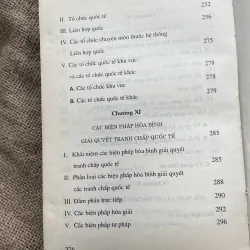 252
II. Tổ chức quốc tế
256
III. Liên hợp quốc
IV. Các tổ chức chuyên môn thuộc hệ thống
Liên hợp quốc 275
V. Các tổ chức quốc tế khu vực
và các tổ chức quốc tế khác 278
A. Các tổ chức khu vực 278
B. Các tổ chức quốc tế khác 279
Chương XI
CÁC BIỆN PHÁP HÒA BÌNH
GIẢI QUYẾT TRANH CHẤP QUỐC TẾ
I. Khái niệm các biện pháp hòa bình giải quyết
tranh chấp quốc tế 285
II. Phân loại các biện pháp hòa bình giải quyết
các tranh chấp quốc tế 288
III. Đàm phán trực tiếp 290
IV. Các biện pháp hòa giải 292
V. Các biện pháp tư pháp 296
326